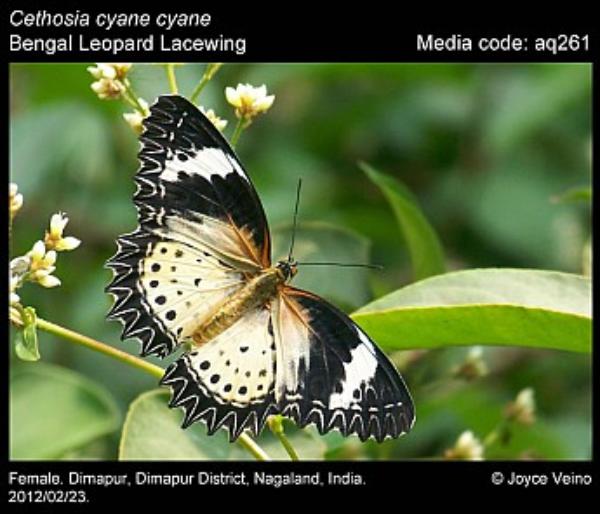 Cethosia cyane cyane
Bengal Leopard Lacewing
Media code: aq261
Female. Dimapur, Dimapur District, Nagaland, India.
2012/02/23.
© Joyce Veino